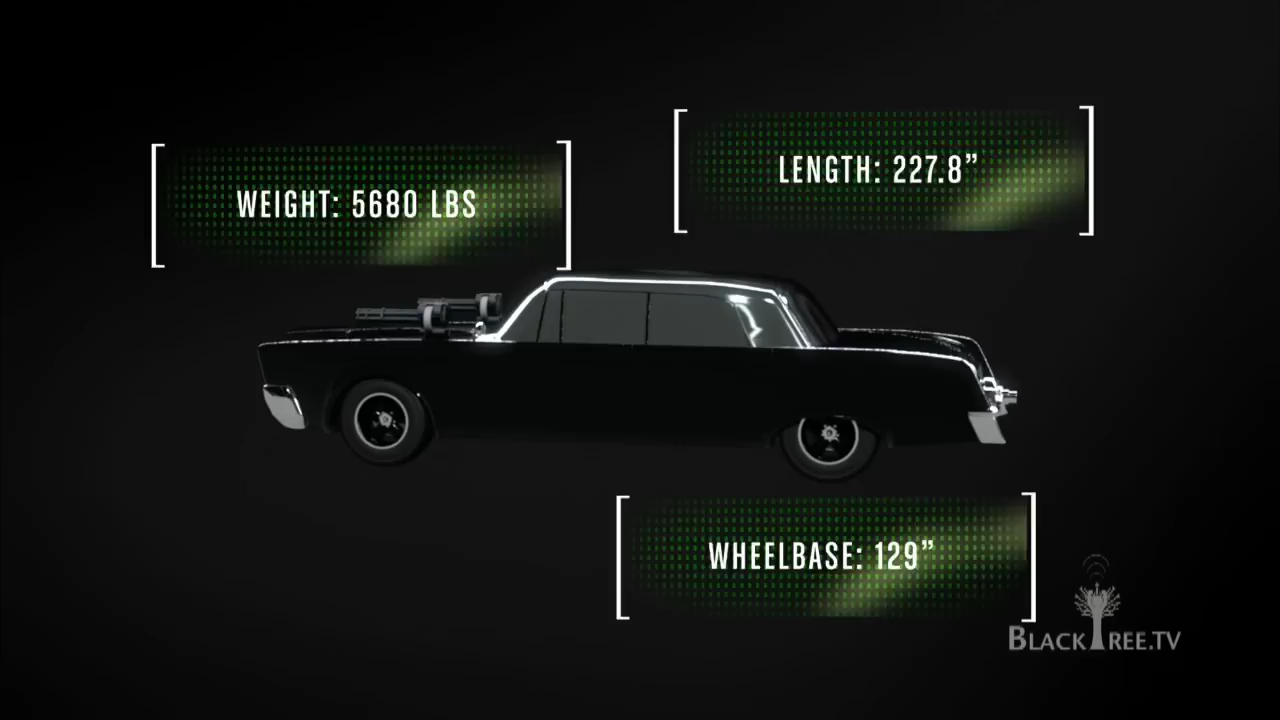 LENGTH: 227.8”
WEIGHT: 5680 LBS
WHEELBASE: 129”
BLACKTREE.TV